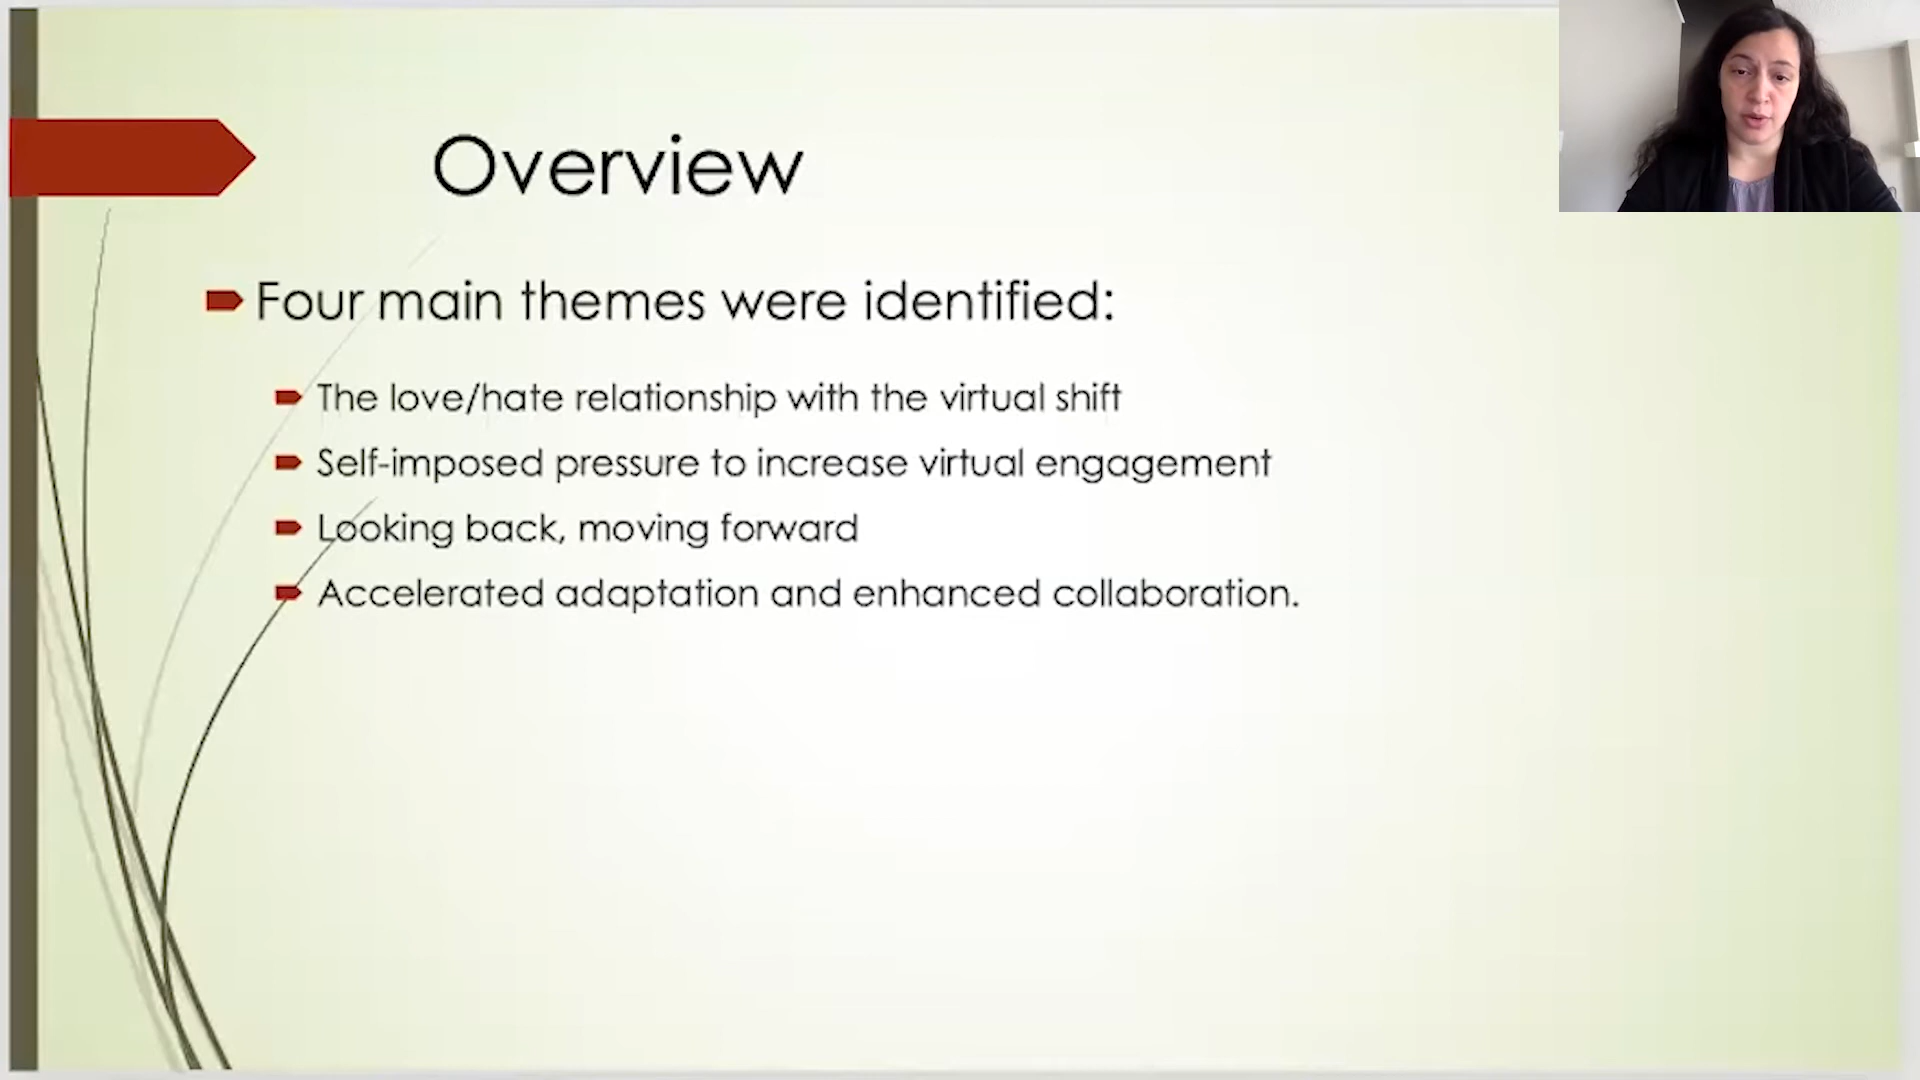 Overview
Four main themes were identified:
The love/hate relationship with the virtual shift
Self-imposed pressure to increase virtual engagement
Looking back, moving forward
Accelerated adaptation and enhanced collaboration.